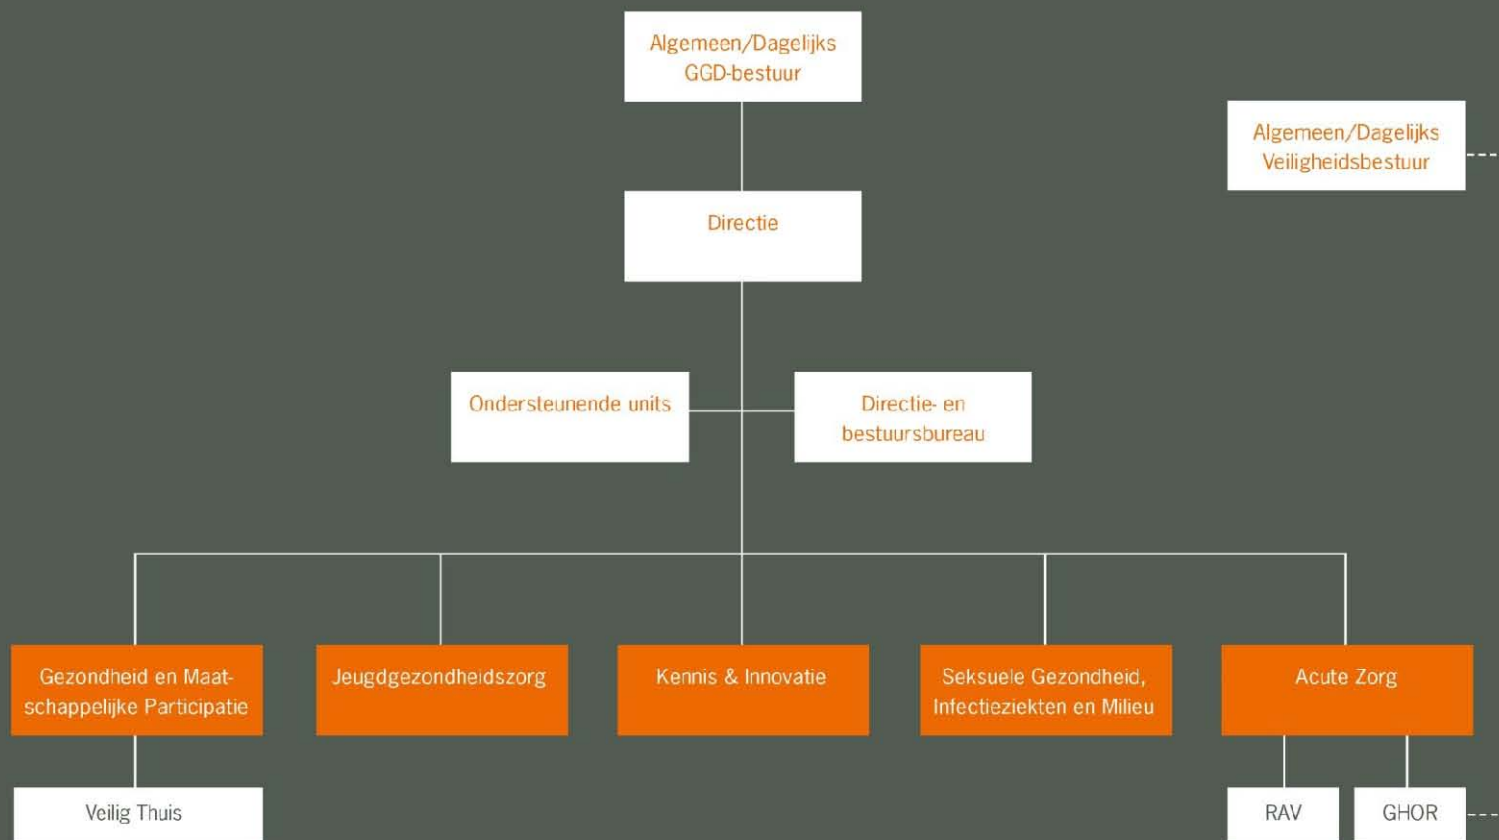 Algemeen/Dagelijks
GGD-bestuur
Algemeen/Dagelijks
Veiligheidsbestuur
Directie
Ondersteunende units
Directie- en
bestuursbureau
Gezondheid en Maat-
schappelijke Participatie
Jeugdgezondheidszorg
Kennis & Innovatie
Seksuele Gezondheid,
Infectieziekten en Milieu
Acute Zorg
Veilig Thuis
RAV
GHOR